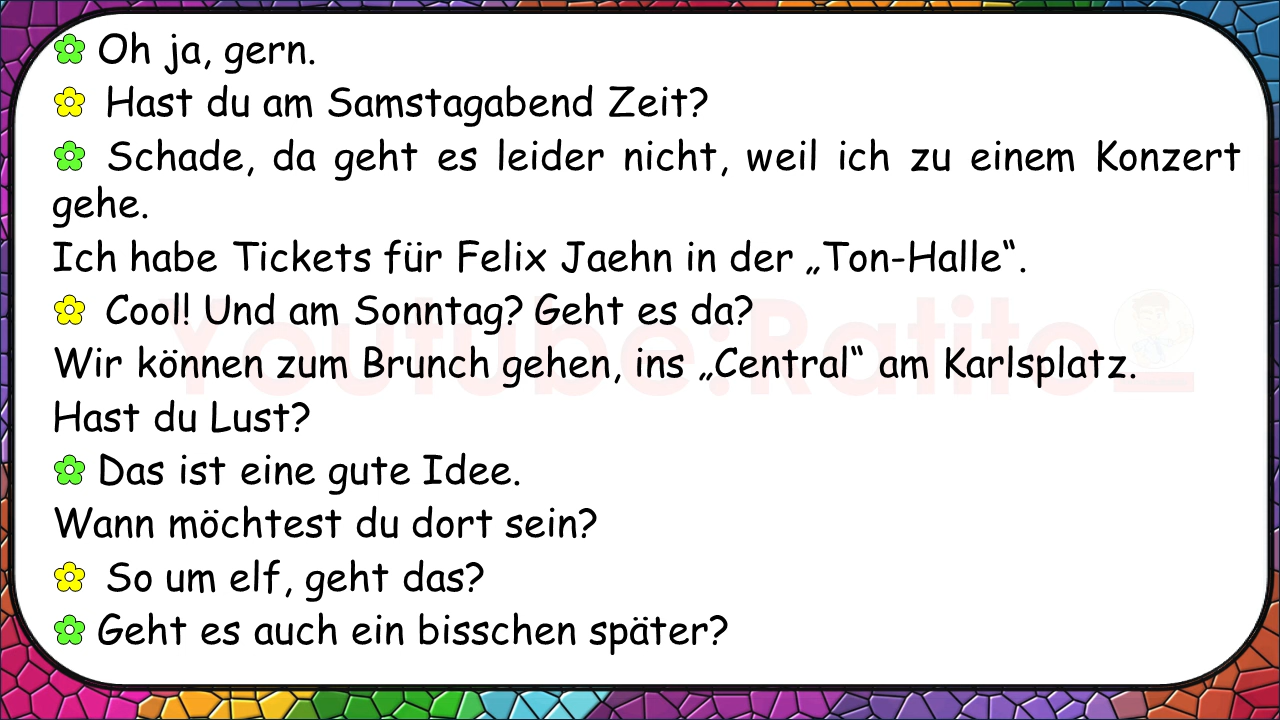 Oh ja, gern.
Hast du am Samstagabend Zeit?
Schade, da geht es leider nicht, weil ich zu einem Konzert
gehe.
Ich habe Tickets für Felix Jaehn in der „Ton-Halle“.
Cool! Und am Sonntag? Geht es da?
Wir können zum Brunch gehen, ins „Central“ am Karlsplatz.
Hast du Lust?
Das ist eine gute Idee.
Wann möchtest du dort sein?
So um elf, geht das?
Geht es auch ein bisschen später?
Youtube:Ratito_